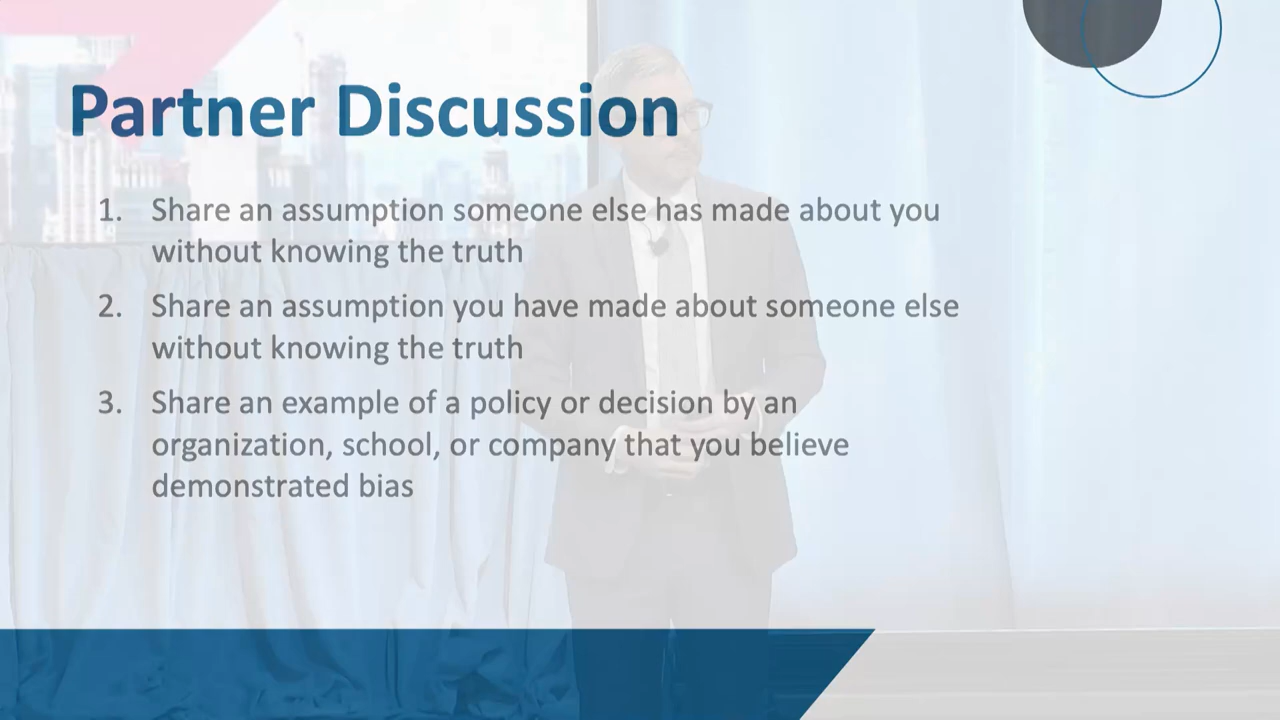 Partner Discussion
1. Share an assumption someone else has made about you
without knowing the truth
2. Share an assumption you have made about someone else
without knowing the truth
3. Share an example of a policy or decision by an
organization, school, or company that you believe
demonstrated bias